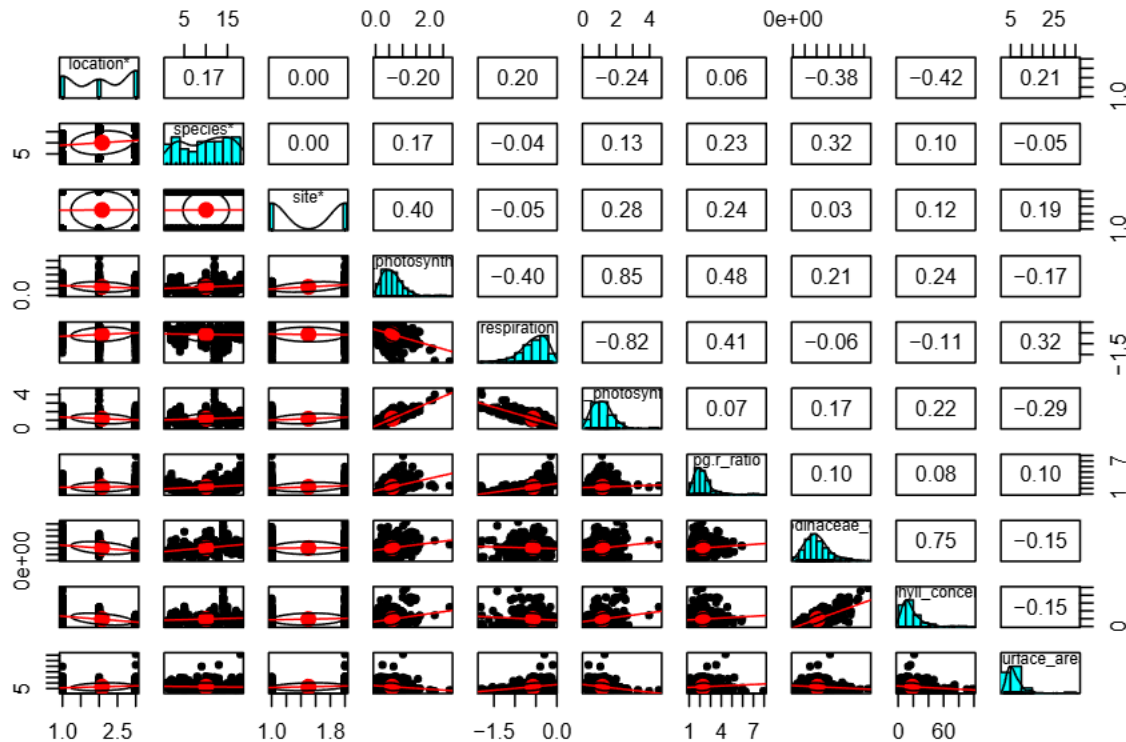 5 15 0.0 2.0 0 2 4 0e+00 5 25
location* 0.17 0.00 −0.20 0.20 −0.24 0.06 −0.38 −0.42 0.21 1.0
5 species* 0.00 0.17 −0.04 0.13 0.23 0.32 0.10 −0.05
site* 0.40 −0.05 0.28 0.24 0.03 0.12 0.19 1.0
0.0 photosynth −0.40 0.85 0.48 0.21 0.24 −0.17
respiration −0.82 0.41 −0.06 −0.11 0.32 −1.5
0 4 photosynt 0.07 0.17 0.22 −0.29
pg.r_ratio 0.10 0.08 0.10 1 7
0e+00 dinaceae_ 0.75 −0.15
hyll_conce −0.15 0
5 urface_are
1.0 2.5 1.0 1.8 −1.5 0.0 1 4 7 0 60